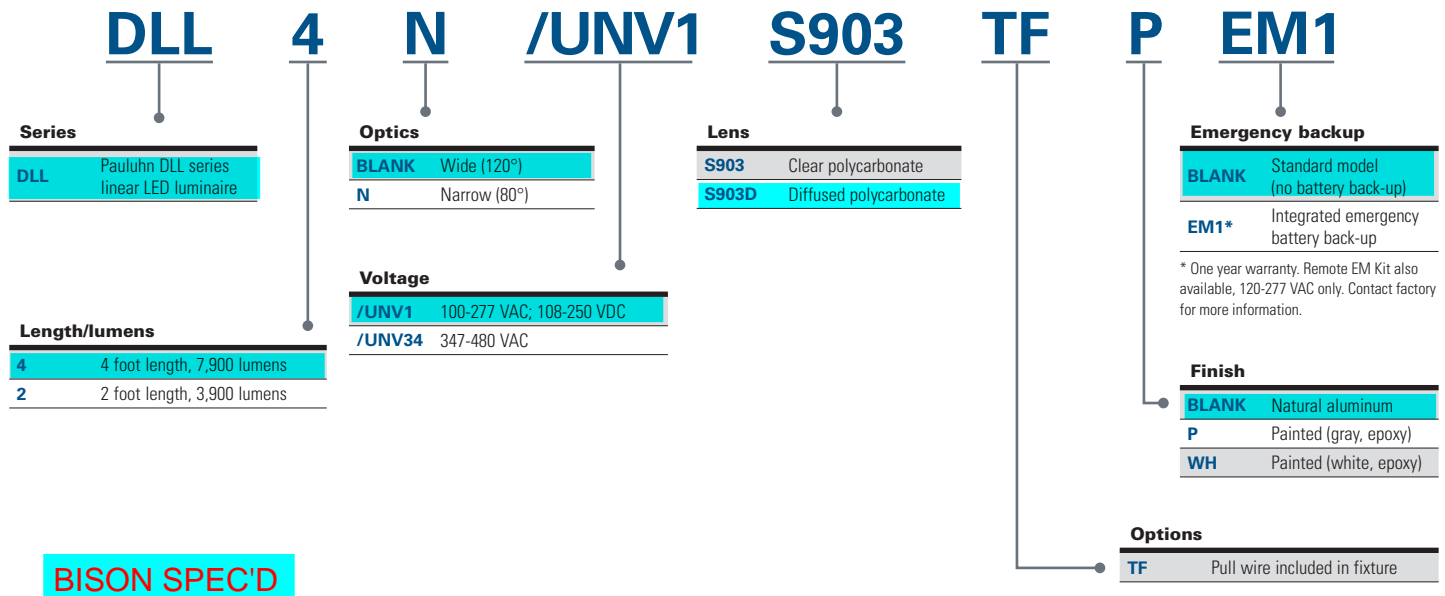 DLL 4 N /UNV1 S903 TF P EM1
Series
DLL Pauluhn DLL series
linear LED luminaire
Length/lumens
4 4 foot length, 7,900 lumens
2 2 foot length, 3,900 lumens
Optics
BLANK Wide (120°)
N Narrow (80°)
Voltage
/UNV1 100-277 VAC; 108-250 VDC
/UNV34 347-480 VAC
Lens
S903 Clear polycarbonate
S903D Diffused polycarbonate
Emergency backup
BLANK Standard model
(no battery back-up)
EM1* Integrated emergency
battery back-up
* One year warranty. Remote EM Kit also
available, 120-277 VAC only. Contact factory
for more information.
Finish
BLANK Natural aluminum
P Painted (gray, epoxy)
WH Painted (white, epoxy)
Options
TF Pull wire included in fixture
BISON SPEC'D